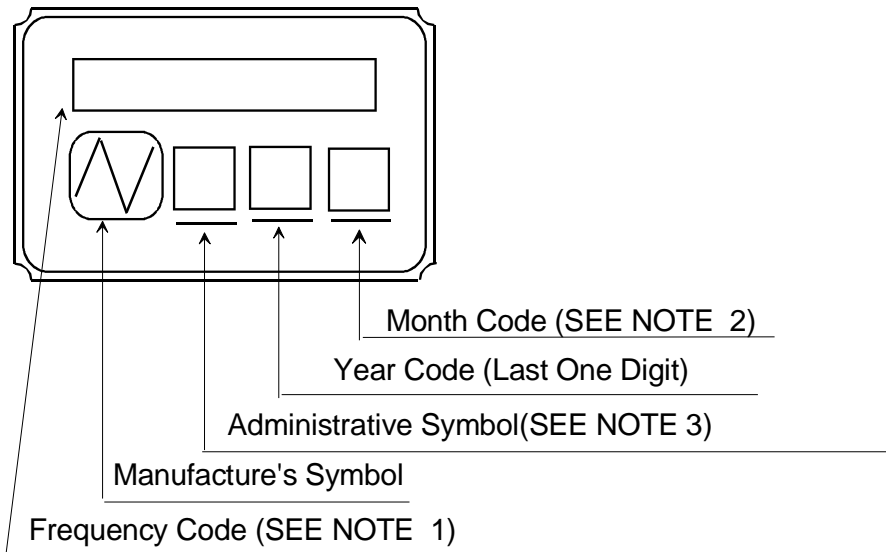 Month Code (SEE NOTE 2)
Year Code (Last One Digit)
Administrative Symbol(SEE NOTE 3)
Manufacture's Symbol
Frequency Code (SEE NOTE 1)